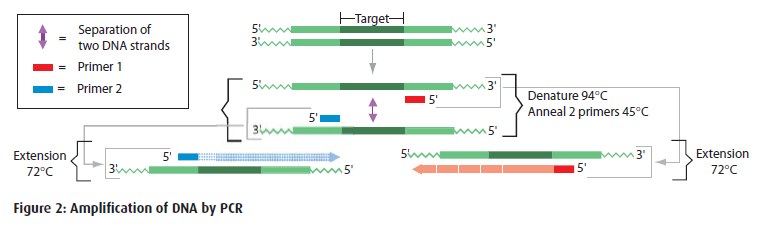 Target
5' 3'
3' 5'
= Separation of
two DNA strands
= Primer 1
= Primer 2
5' 3'
5'
Denature 94°C
Anneal 2 primers 45°C
5'
3' 5'
Extension
72°C
5'
3' 5'
5' 3'
5'
Extension
72°C
Figure 2: Amplification of DNA by PCR